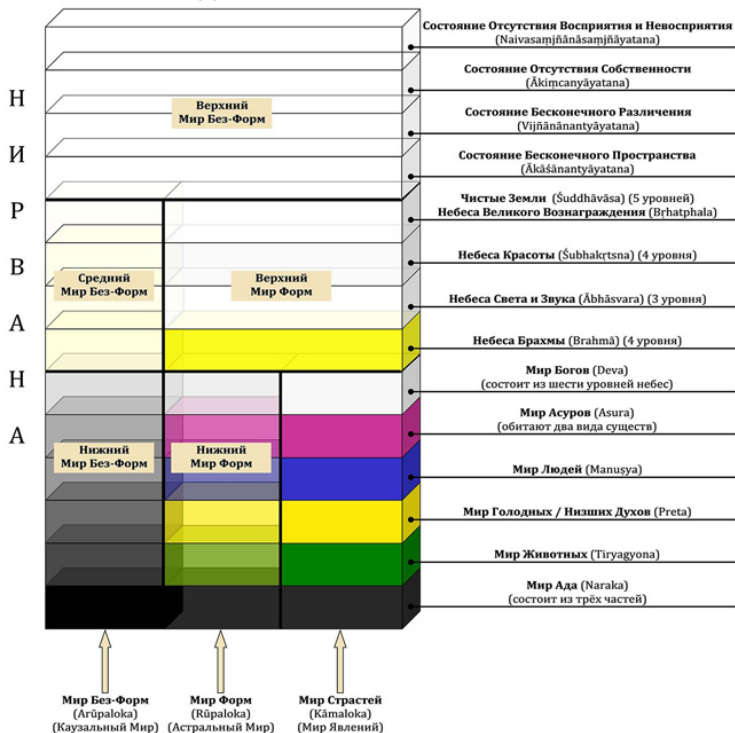 Состояние Отсутствия Восприятия и Невосприятия
(Naivasaṃjñānāsaṃjñāyatana)
Состояние Отсутствия Собственности
(Ākiṃcanyāyatana)
Состояние Бесконечного Различения
(Vijñānānantyāyatana)
Состояние Бесконечного Пространства
(Ākāśānantyāyatana)
Чистые Земли (Śuddhāvāsa) (5 уровней)
Небеса Великого Вознаграждения (Bṛhatphala)
Небеса Красоты (Śubhakṛtsna) (4 уровня)
Небеса Света и Звука (Ābhāsvara) (3 уровня)
Небеса Брахмы (Brahmā) (4 уровня)
Мир Богов (Deva)
(состоит из шести уровней небес)
Мир Асуров (Asura)
(обитают два вида существ)
Мир Людей (Manuṣya)
Мир Голодных / Низших Духов (Preta)
Мир Животных (Tiryagyona)
Мир Ада (Naraka)
(состоит из трёх частей)
Н
И
Р
В
А
Н
А
Верхний
Мир Без-Форм
Средний
Мир Без-Форм
Верхний
Мир Форм
Нижний
Мир Без-Форм
Нижний
Мир Форм
Мир Без-Форм
(Arūpaloka)
(Каузальный Мир)
Мир Форм
(Rūpaloka)
(Астральный Мир)
Мир Страстей
(Kāmaloka)
(Мир Явлений)